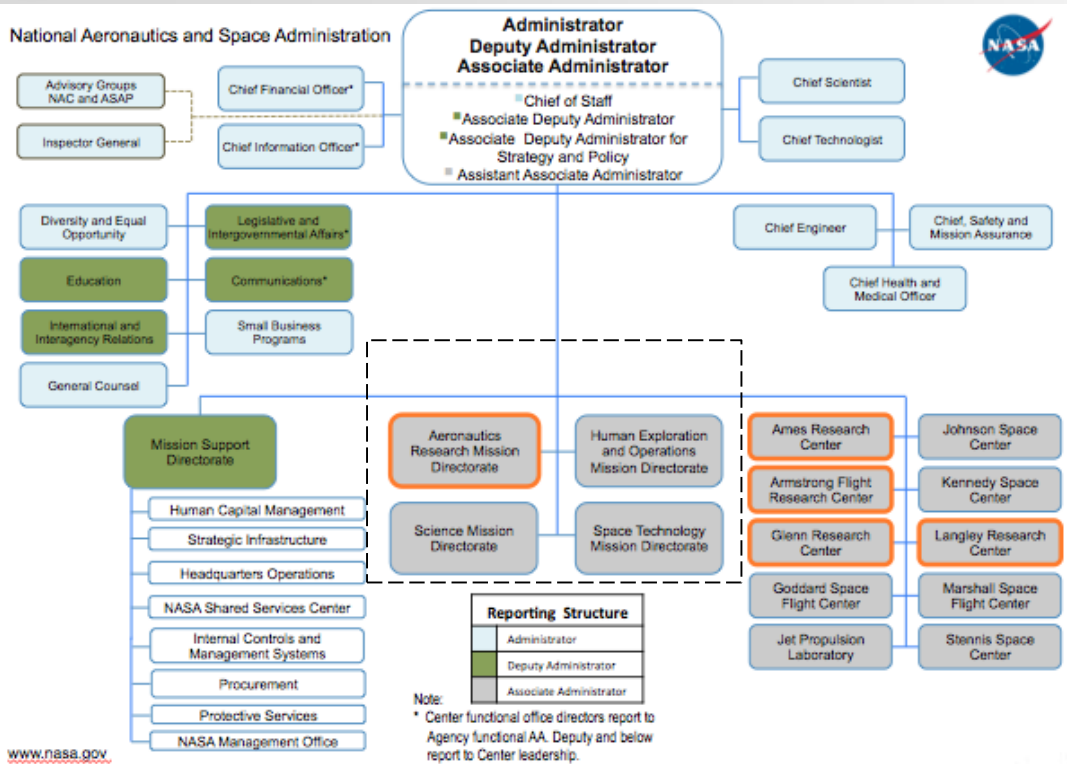 National Aeronautics and Space Administration
Administrator
Deputy Administrator
Associate Administrator
Chief of Staff
Associate Deputy Administrator
Associate Deputy Administrator for
Strategy and Policy
Assistant Associate Administrator
NASA
Advisory Groups
NAC and ASAP
Inspector General
Chief Financial Officer*
Chief Information Officer*
Chief Scientist
Chief Technologist
Diversity and Equal
Opportunity
Legislative and
Intergovernmental Affairs*
Education
Communications*
International and
Interagency Relations
Small Business
Programs
General Counsel
Chief Engineer
Chief, Safety and
Mission Assurance
Chief Health and
Medical Officer
Mission Support
Directorate
Human Capital Management
Strategic Infrastructure
Headquarters Operations
NASA Shared Services Center
Internal Controls and
Management Systems
Procurement
Protective Services
NASA Management Office
Aeronautics
Research Mission
Directorate
Human Exploration
and Operations
Mission Directorate
Science Mission
Directorate
Space Technology
Mission Directorate
Ames Research
Center
Johnson Space
Center
Armstrong Flight
Research Center
Kennedy Space
Center
Glenn Research
Center
Langley Research
Center
Goddard Space
Flight Center
Marshall Space
Flight Center
Jet Propulsion
Laboratory
Stennis Space
Center
Reporting Structure
Administrator
Deputy Administrator
Associate Administrator
Note:
* Center functional office directors report to
Agency functional AA. Deputy and below
report to Center leadership.
www.nasa.gov